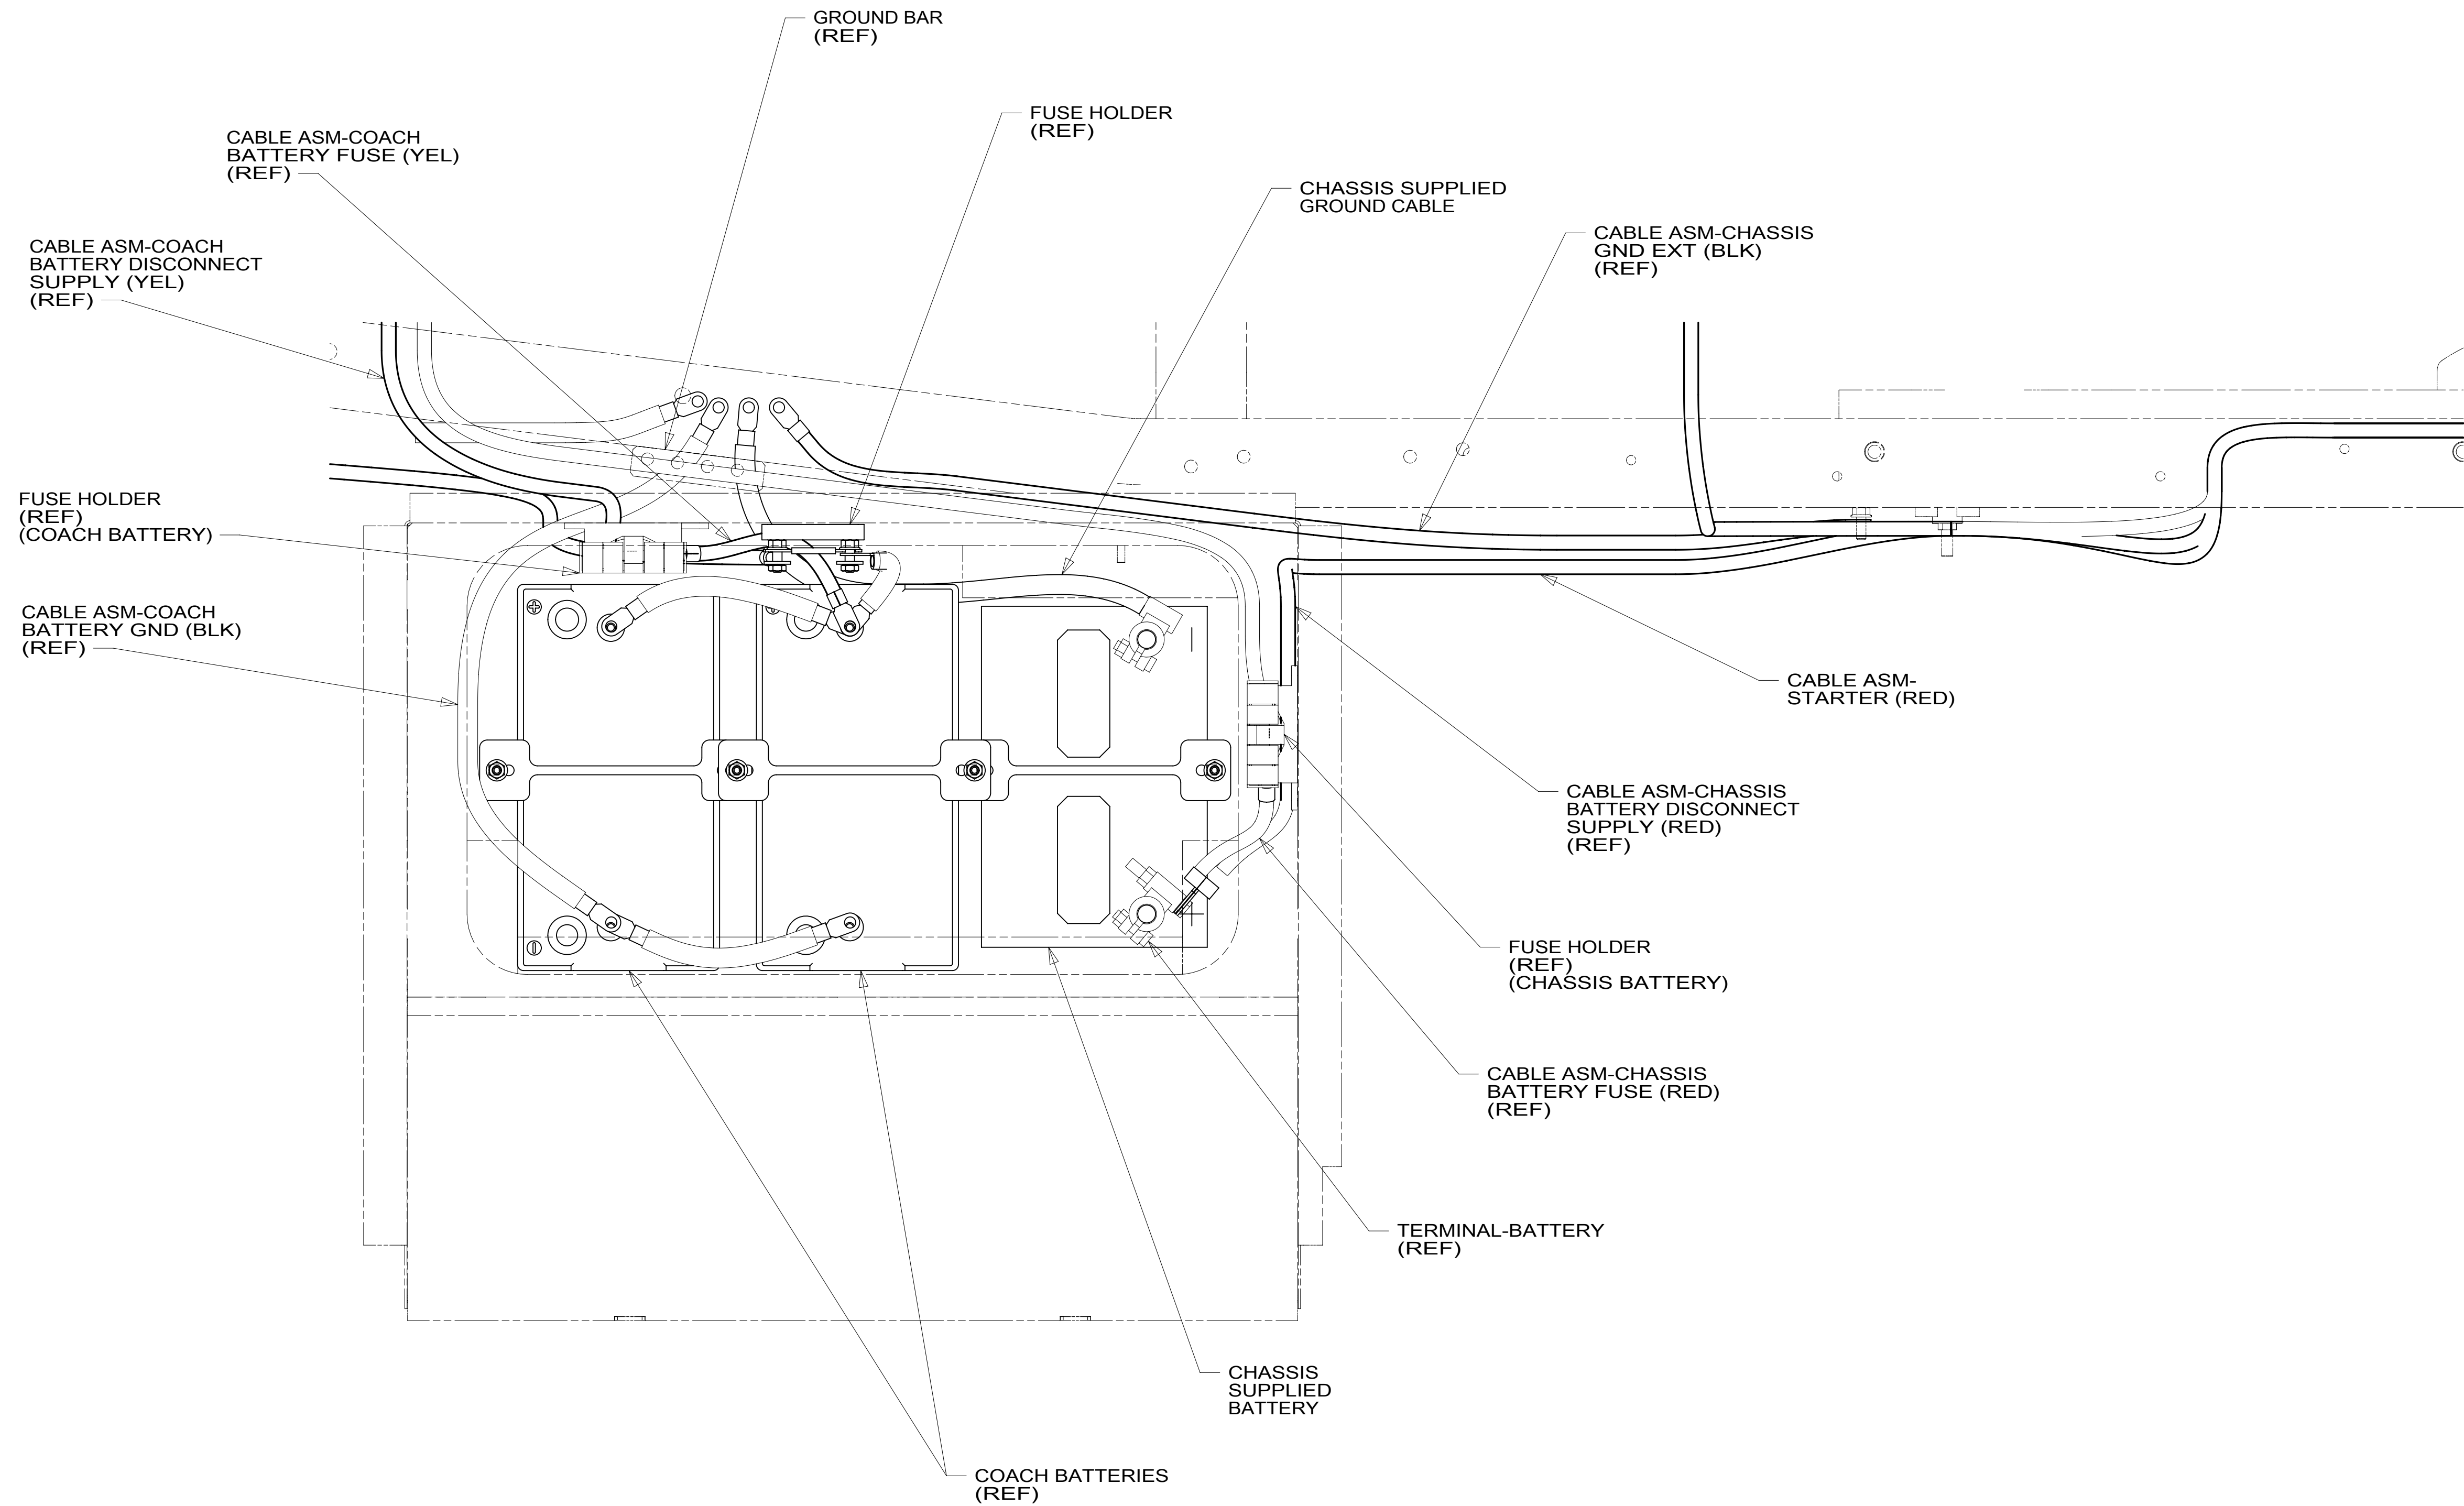 GROUND BAR
(REF)
FUSE HOLDER
(REF)
CABLE ASM-COACH
BATTERY FUSE (YEL)
(REF)
CHASSIS SUPPLIED
GROUND CABLE
CABLE ASM-CHASSIS
GND EXT (BLK)
(REF)
CABLE ASM-COACH
BATTERY DISCONNECT
SUPPLY (YEL)
(REF)
FUSE HOLDER
(REF)
(COACH BATTERY)
CABLE ASM-COACH
BATTERY GND (BLK)
(REF)
CABLE ASM-
STARTER (RED)
CABLE ASM-CHASSIS
BATTERY DISCONNECT
SUPPLY (RED)
(REF)
FUSE HOLDER
(REF)
(CHASSIS BATTERY)
CABLE ASM-CHASSIS
BATTERY FUSE (RED)
(REF)
TERMINAL-BATTERY
(REF)
CHASSIS
SUPPLIED
BATTERY
COACH BATTERIES
(REF)